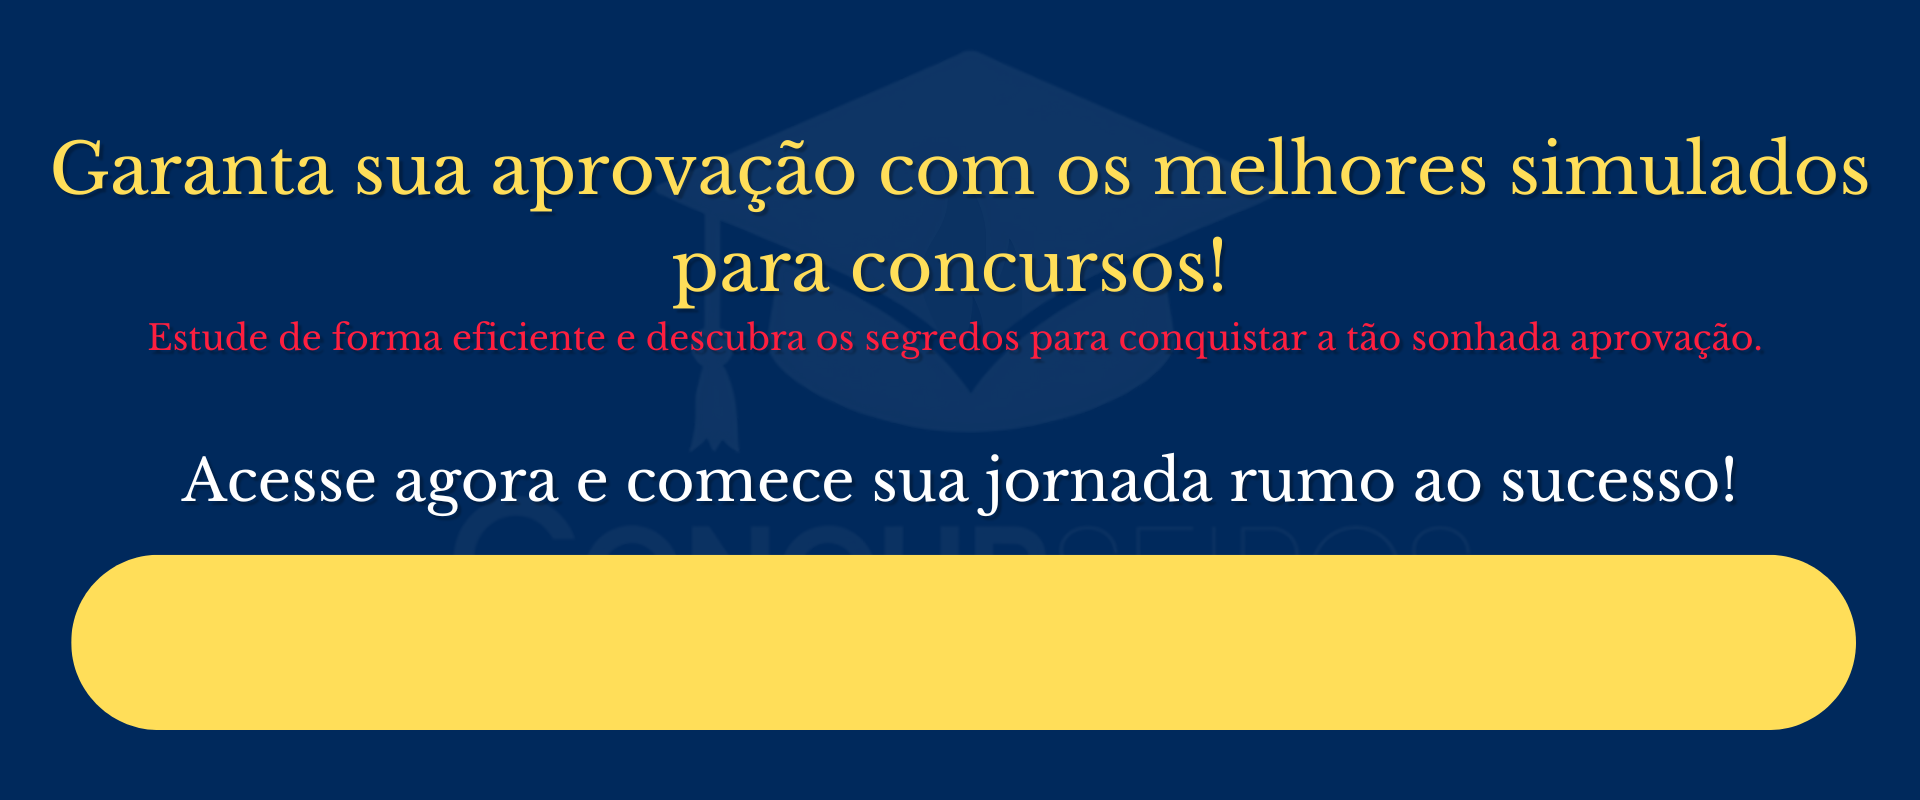 Garanta sua aprovação com os melhores simulados
para concursos!
Estude de forma eficiente e descubra os segredos para conquistar a tão sonhada aprovação.
Acesse agora e comece sua jornada rumo ao sucesso!